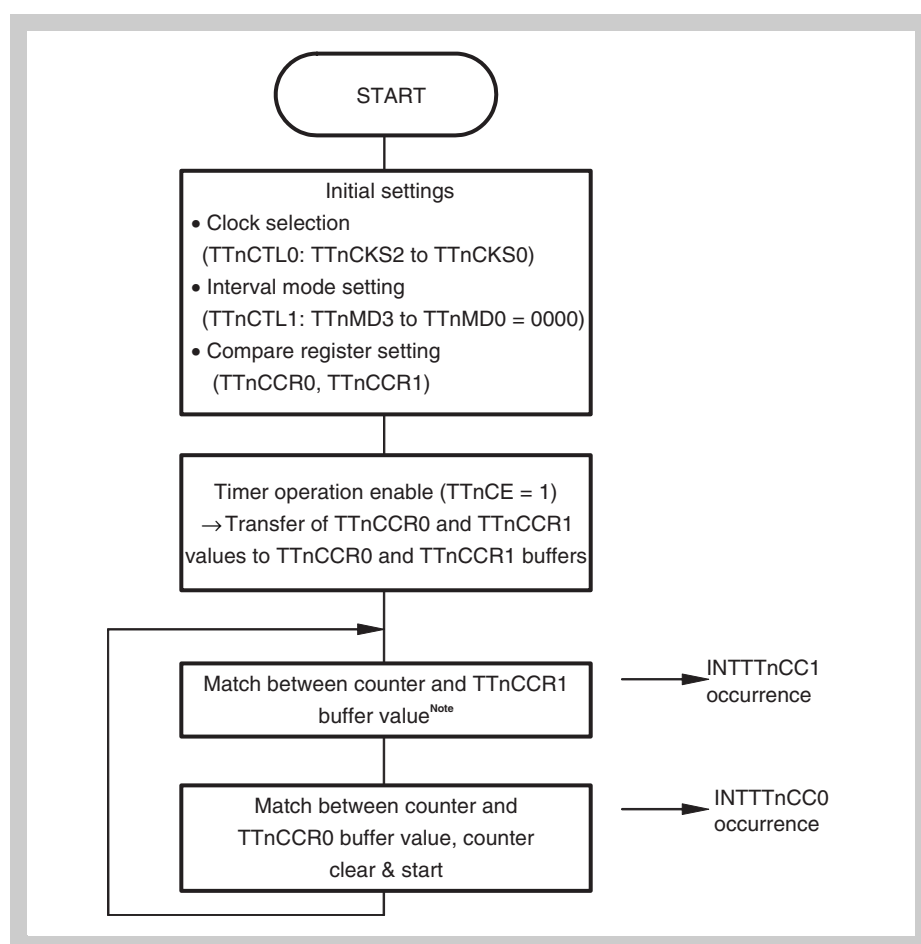 START
Initial settings
• Clock selection
(TTnCTL0: TTnCKS2 to TTnCKS0)
• Interval mode setting
(TTnCTL1: TTnMD3 to TTnMD0 = 0000)
• Compare register setting
(TTnCCR0, TTnCCR1)
Timer operation enable (TTnCE = 1)
→ Transfer of TTnCCR0 and TTnCCR1
values to TTnCCR0 and TTnCCR1 buffers
Match between counter and TTnCCR1
buffer value Note
INTTTnCC1
occurrence
Match between counter and
TTnCCR0 buffer value, counter
clear & start
INTTTnCC0
occurrence